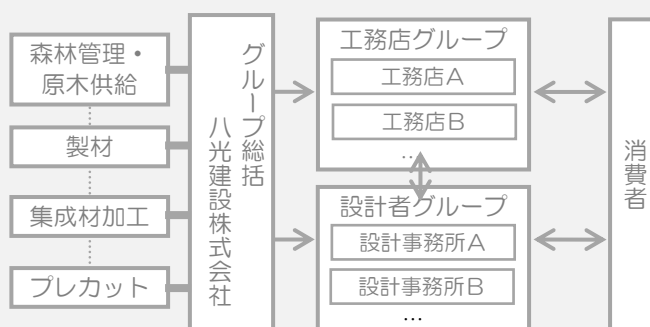 森林管理・
原木供給
製材
集成材加工
プレカット
グループ総括
八光建設株式会社
工務店グループ
工務店A
工務店B
…
設計者グループ
設計事務所A
設計事務所B
…
消費者